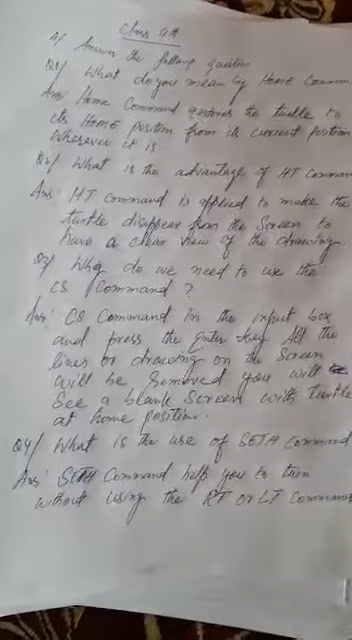 Class 4A
A/ Answer the following question
Q1/ What do you mean by HOME Comman
Ans: Home Command restores the turtle to
its HOME position from its current position
wherever it is
Q2/ What is the advantage of HT Comman
Ans: HT Command is applied to make the
turtle disappear from the Screen to
have a clear view of the drawing.
Q3/ Why do we need to use the
CS Command ?
Ans: CS Command in the input box
and press the Enter key All the
lines or drawing on the Screen
will be Removed you will
See a blank Screen with turtle
at home position.
Q4/ What is the use of SETH Command
Ans: SETH Command help you to turn
without using the RT or LT Command